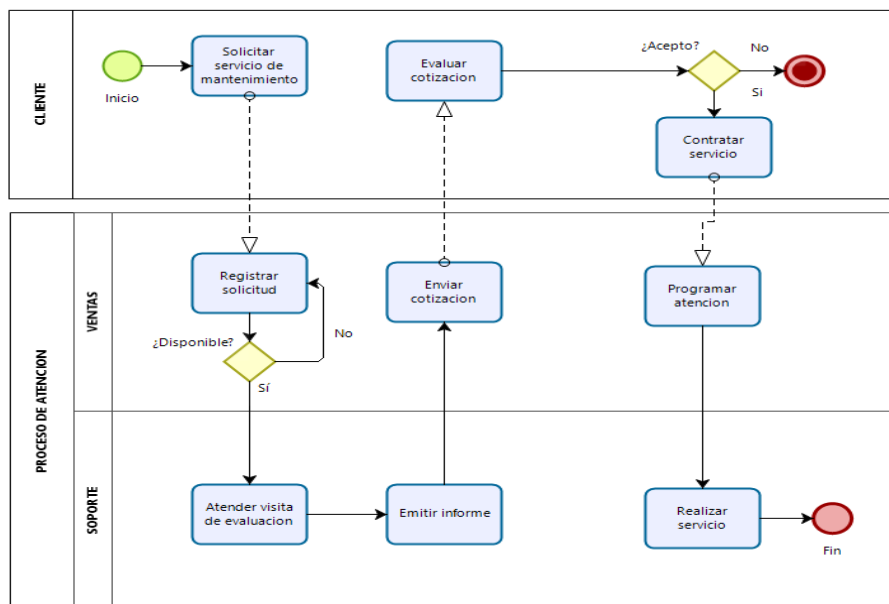 CLIENTE
Inicio
Solicitar
servicio de
mantenimiento
Evaluar
cotizacion
¿Acepto?
No
Si
Contratar
servicio
PROCESO DE ATENCION
VENTAS
Registrar
solicitud
¿Disponible?
No
Sí
Enviar
cotizacion
Programar
atencion
SOPORTE
Atender visita
de evaluacion
Emitir informe
Realizar
servicio
Fin